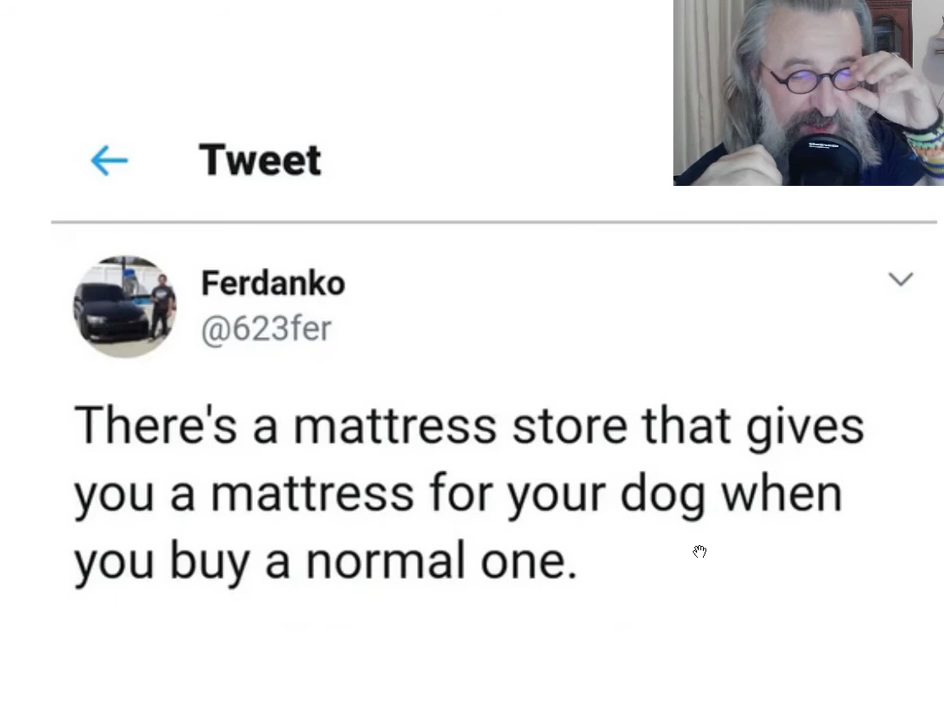 Tweet
Ferdanko
@623fer
There's a mattress store that gives
you a mattress for your dog when
you buy a normal one.